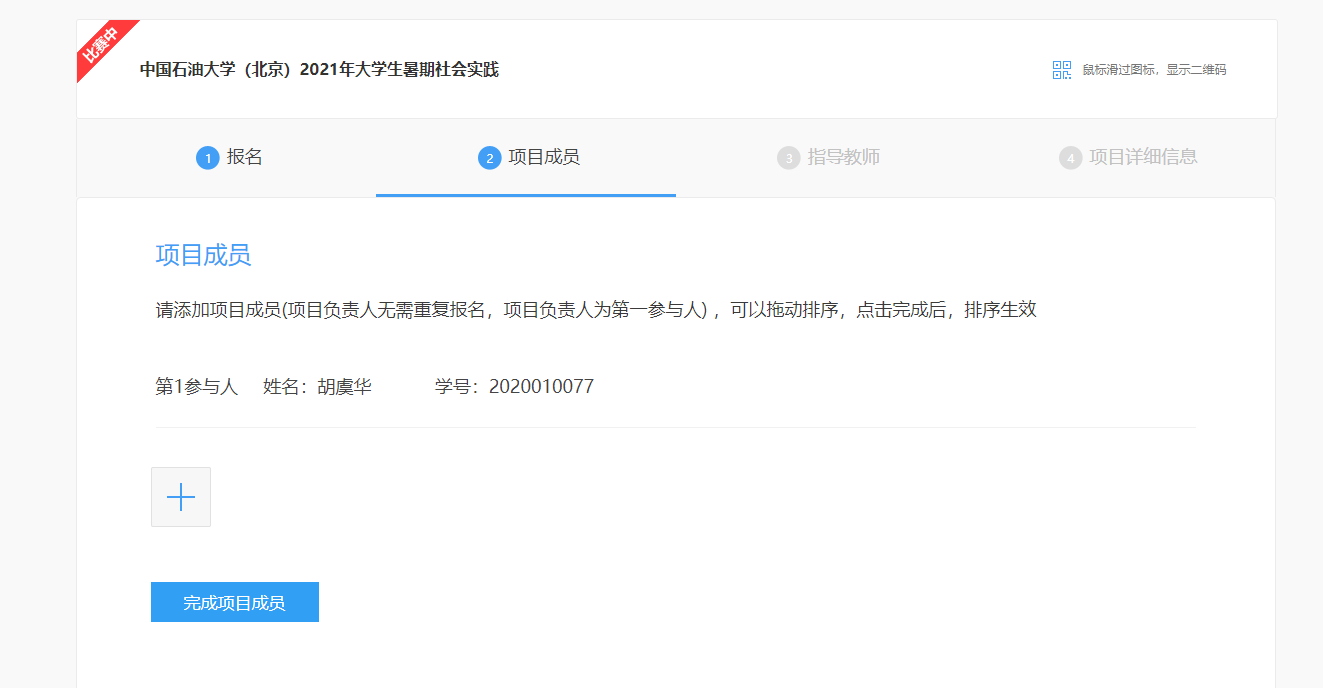 比赛中
中国石油大学（北京）2021年大学生暑期社会实践
鼠标滑过图标，显示二维码
1 报名
2 项目成员
3 指导教师
4 项目详细信息
项目成员
请添加项目成员(项目负责人无需重复报名，项目负责人为第一参与人) ，可以拖动排序，点击完成后，排序生效
第1参与人 姓名：胡虞华 学号：2020010077
完成项目成员